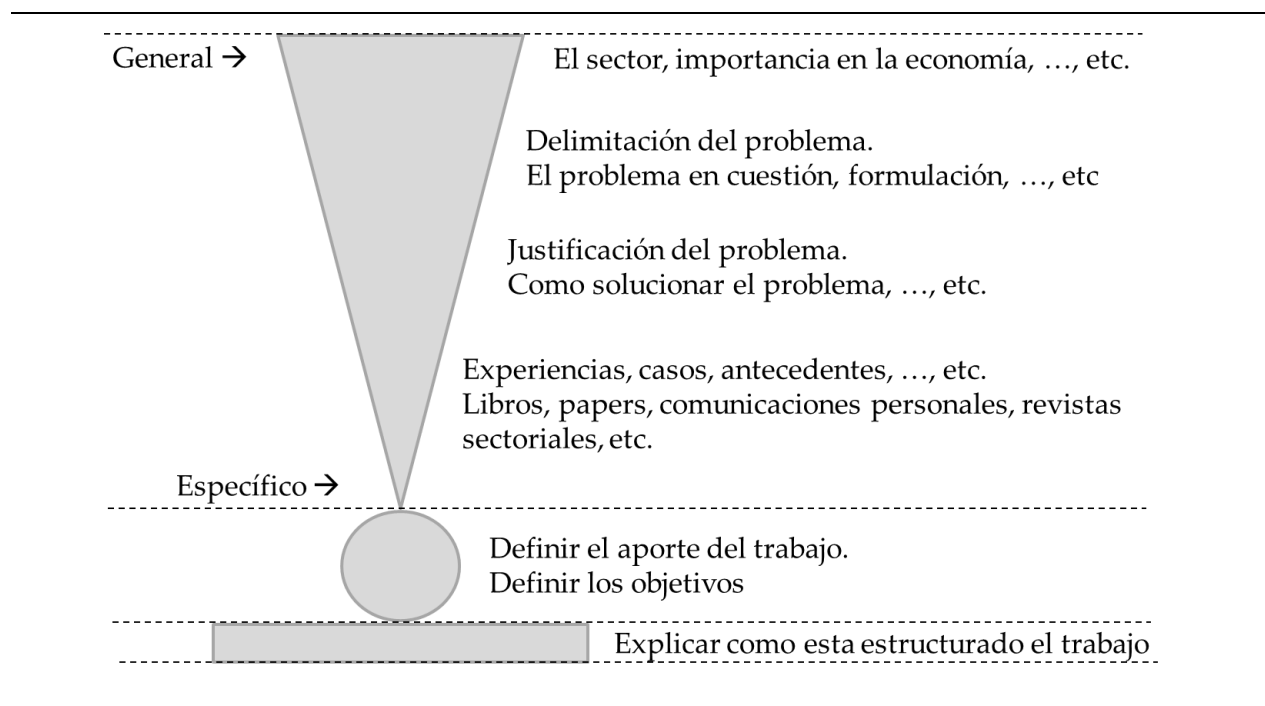 General →
El sector, importancia en la economía, …, etc.
Delimitación del problema.
El problema en cuestión, formulación, …, etc
Justificación del problema.
Como solucionar el problema, …, etc.
Experiencias, casos, antecedentes, …, etc.
Libros, papers, comunicaciones personales, revistas
sectoriales, etc.
Específico →
Definir el aporte del trabajo.
Definir los objetivos
Explicar como esta estructurado el trabajo